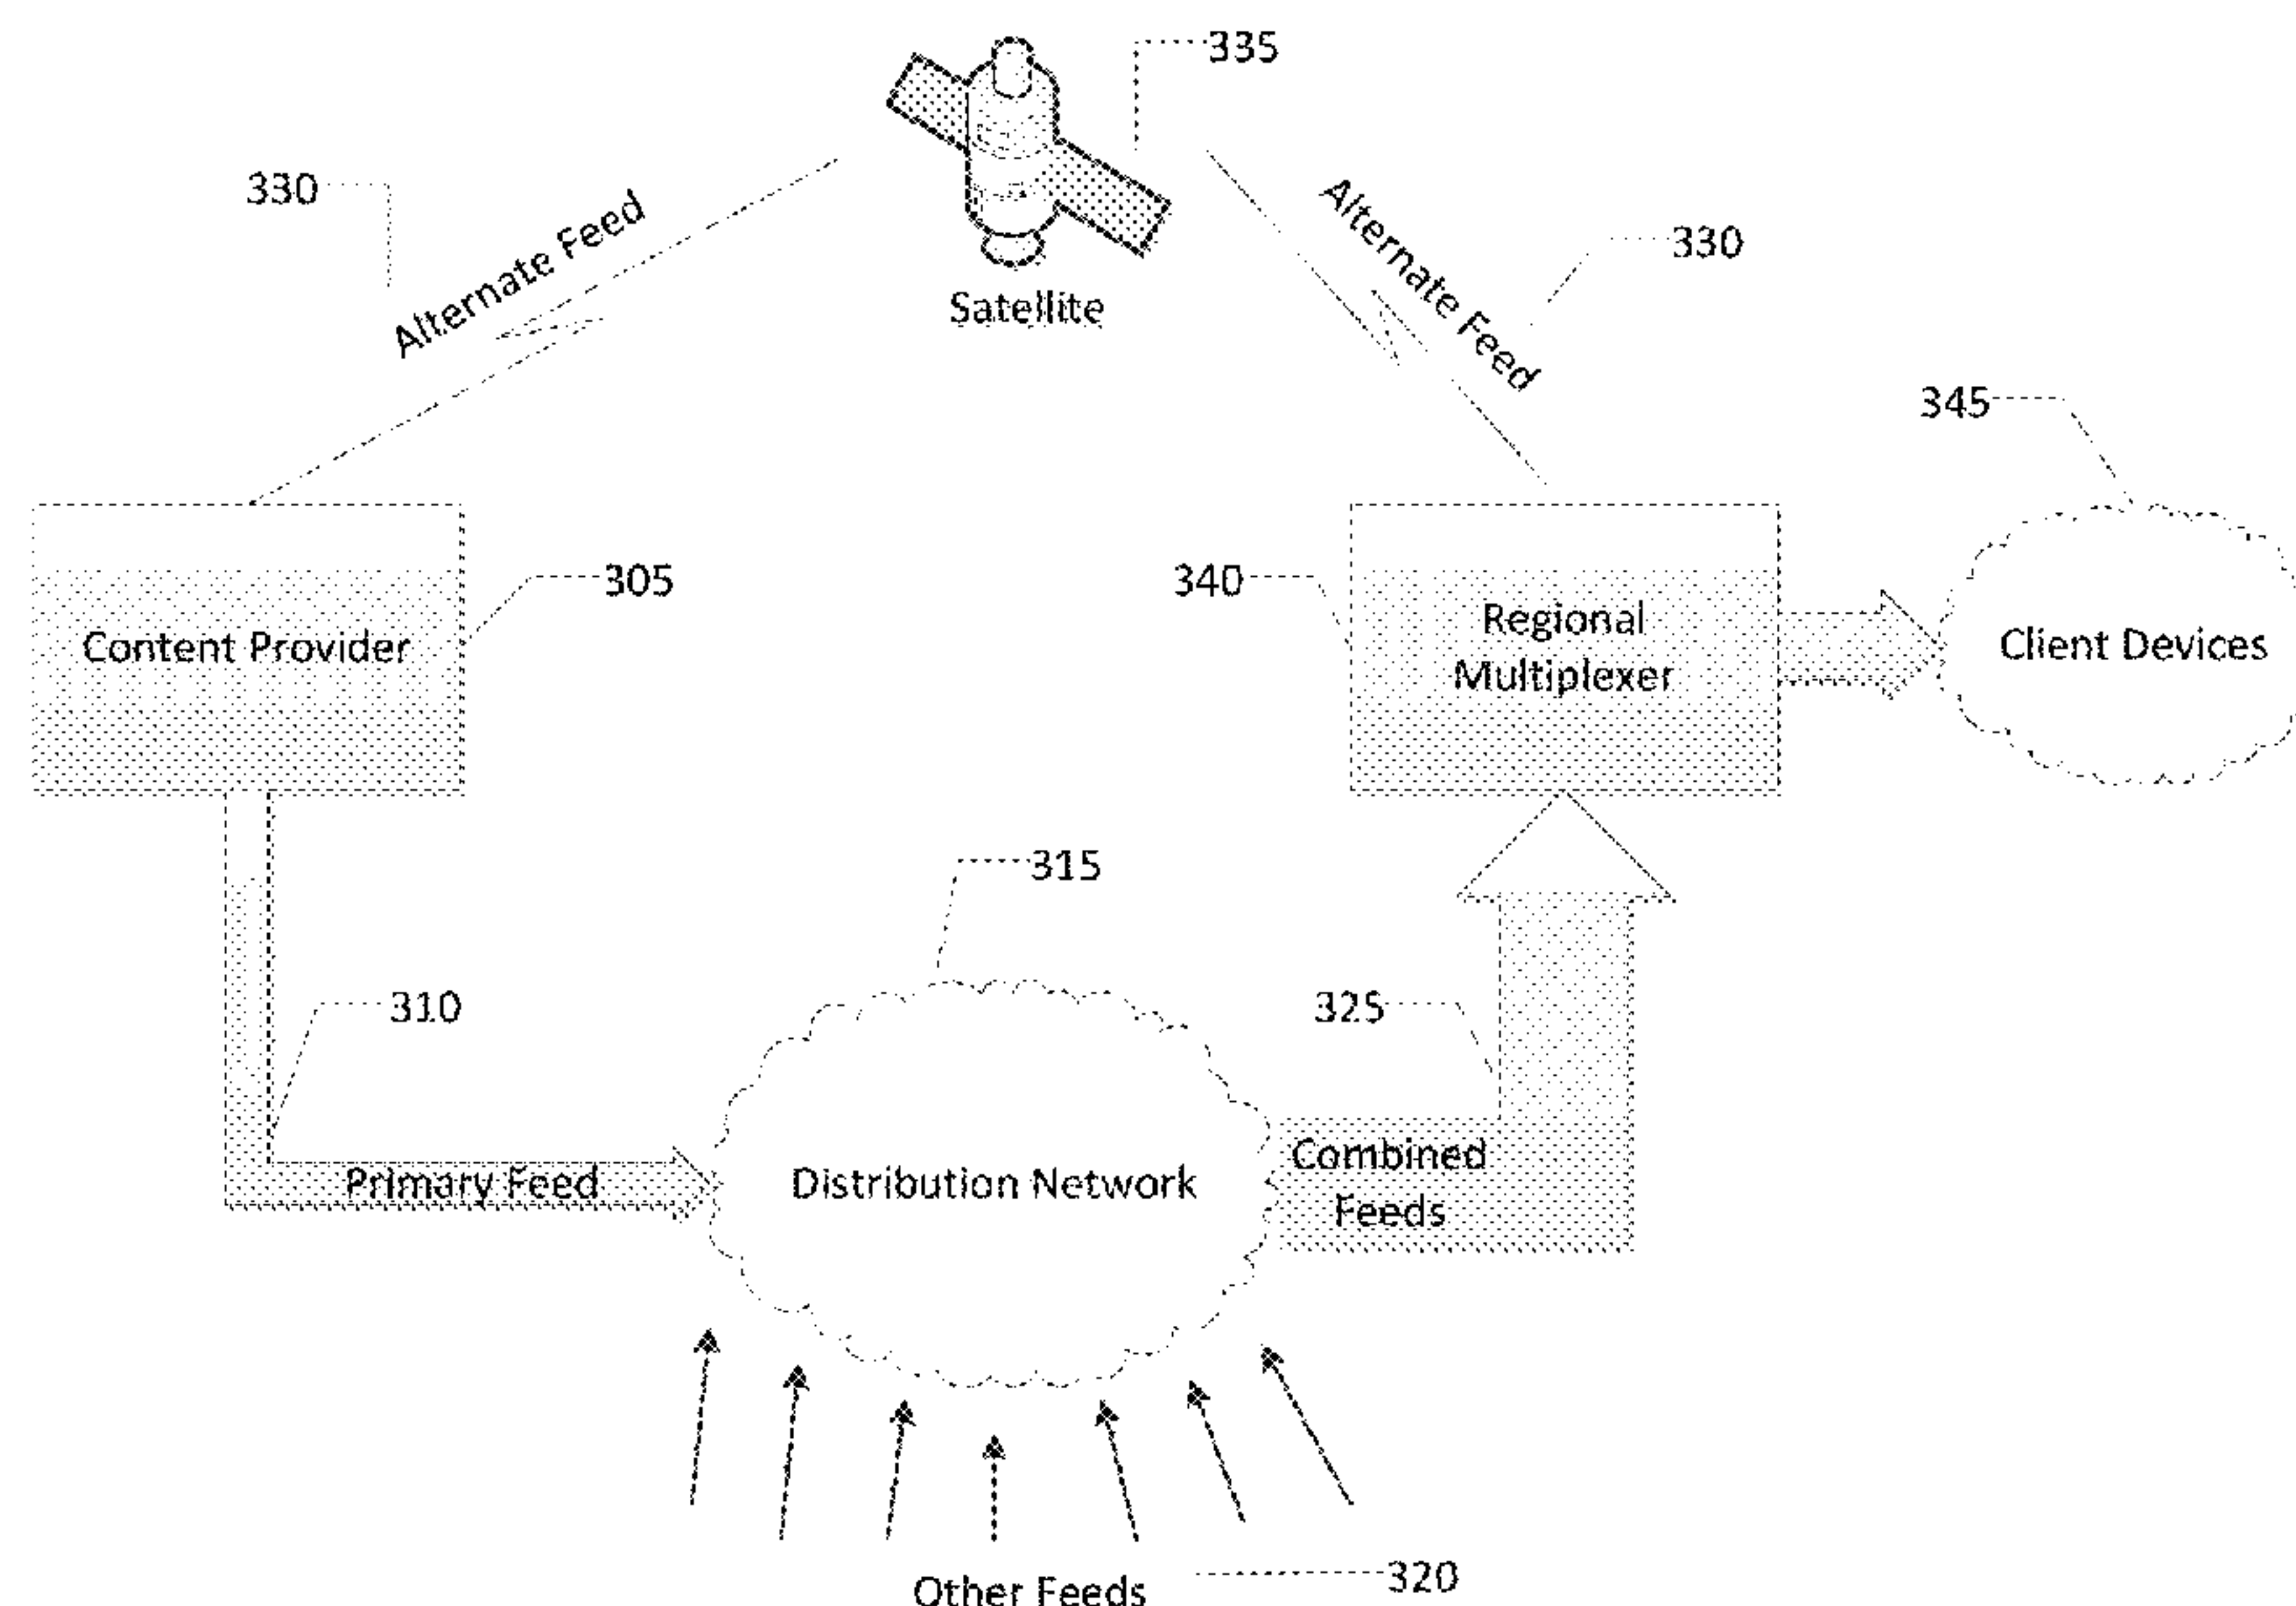 335
330
Alternate Feed
Alternate Feed
330
Satellite
345
305
340
Content Provider
Regional
Multiplexer
Client Devices
315
310
325
Primary Feed
Distribution Network
Combined
Feeds
Other Feeds
320